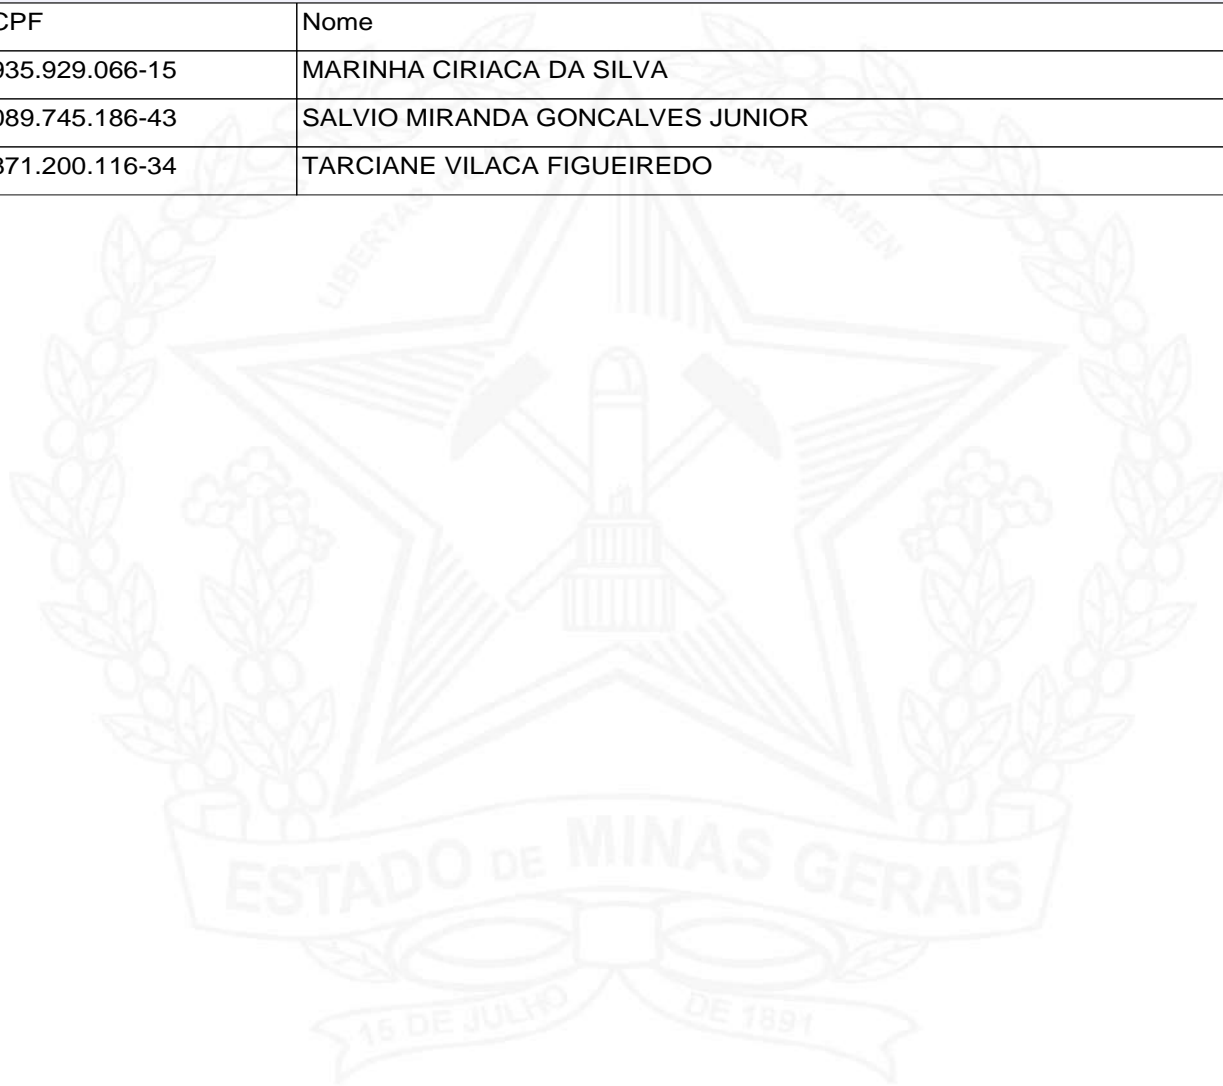 CPF Nome
935.929.066-15 MARINHA CIRIACA DA SILVA
089.745.186-43 SALVIO MIRANDA GONCALVES JUNIOR
871.200.116-34 TARCIANE VILACA FIGUEIREDO
LIBERTAS QUAE SERA TAMEN
ESTADO DE MINAS GERAIS
15 DE JULHO DE 1891